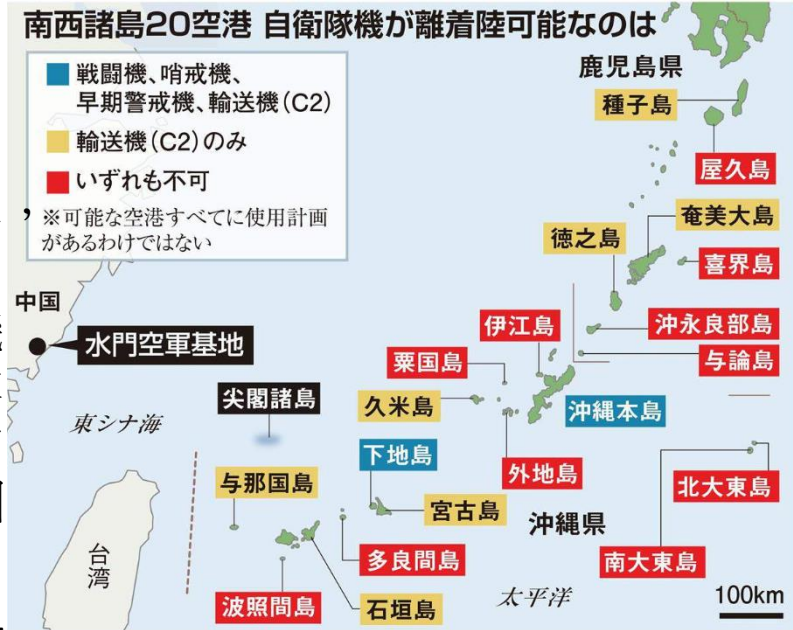 南西諸島20空港 自衛隊機が離着陸可能なのは
戦闘機、哨戒機、
早期警戒機、輸送機(C2)
輸送機(C2)のみ
いずれも不可
※可能な空港すべてに使用計画
があるわけではない
鹿児島県
種子島
屋久島
奄美大島
徳之島
喜界島
中国
水門空軍基地
伊江島
沖永良部島
与論島
粟国島
尖閣諸島
久米島
沖縄本島
東シナ海
下地島
外地島
北大東島
与那国島
宮古島
沖縄県
台湾
多良間島
南大東島
波照間島
石垣島
太平洋
100km